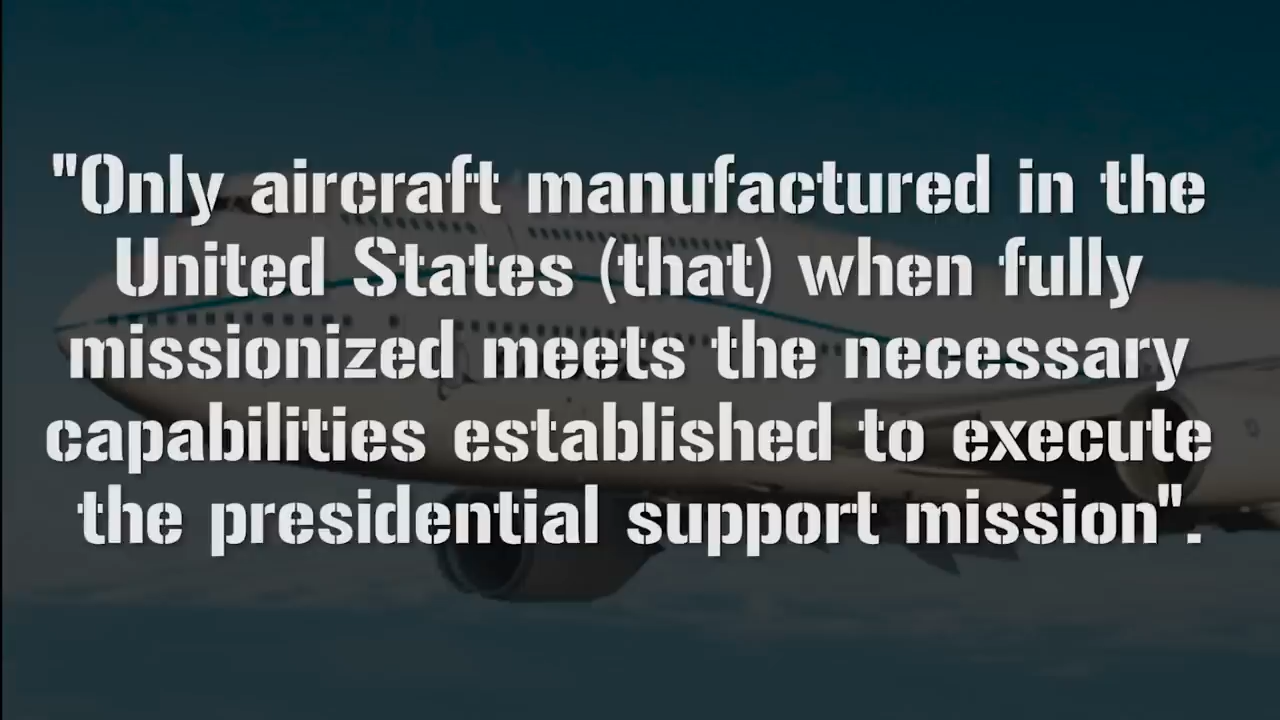 "Only aircraft manufactured in the
United States (that) when fully
missionized meets the necessary
capabilities established to execute
the presidential support mission".